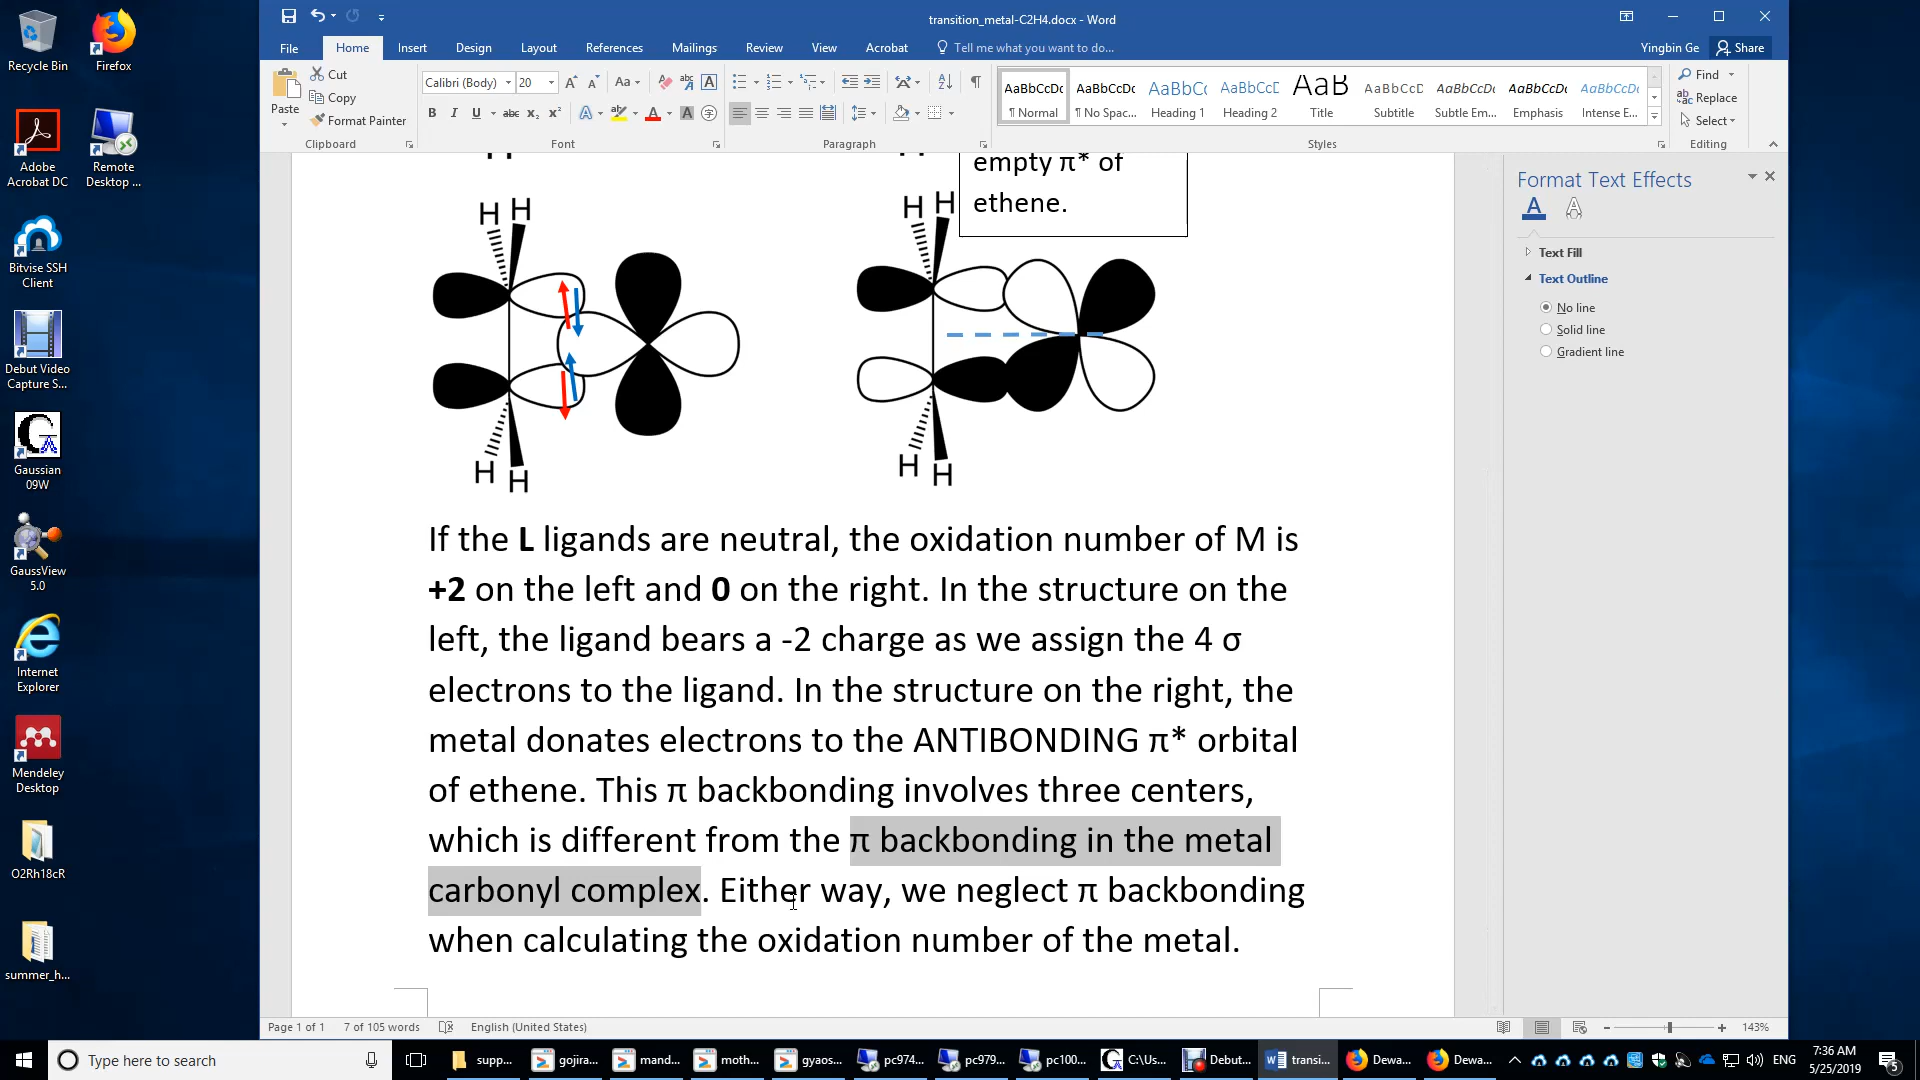 transition_metal-C2H4.docx - Word
File
Home
Insert
Design
Layout
References
Mailings
Review
View
Acrobat
Tell me what you want to do...
Yingbin Ge
Share
Paste
Cut
Copy
Format Painter
Clipboard
Calibri (Body)
20
Font
Paragraph
AaBbCcDc
¶ Normal
AaBbCcDc
¶ No Spac...
AaBbCc
Heading 1
AaBbCcE
Heading 2
AaB
Title
AaBbCcD
Subtitle
AaBbCcDc
Subtle Em...
AaBbCcDc
Emphasis
AaBbCcDc
Intense E...
Styles
Find
Replace
Select
Editing
Recycle Bin
Firefox
Adobe
Acrobat DC
Remote
Desktop ...
Bitvise SSH
Client
Debut Video
Capture S...
Gaussian
09W
GaussView
5.0
Internet
Explorer
Mendeley
Desktop
O2Rh18cR
summer_h...
empty π* of
ethene.
H H
H H
H H
H H
If the L ligands are neutral, the oxidation number of M is
+2 on the left and 0 on the right. In the structure on the
left, the ligand bears a -2 charge as we assign the 4 σ
electrons to the ligand. In the structure on the right, the
metal donates electrons to the ANTIBONDING π* orbital
of ethene. This π backbonding involves three centers,
which is different from the π backbonding in the metal
carbonyl complex. Either way, we neglect π backbonding
when calculating the oxidation number of the metal.
Format Text Effects
Text Fill
Text Outline
No line
Solid line
Gradient line
Page 1 of 1
7 of 105 words
English (United States)
143%
Type here to search
supp...
gojira...
mand...
moth...
gyaos...
pc974...
pc979...
pc100...
C:\Us...
Debut...
transi...
Dewa...
Dewa...
ENG
7:36 AM
5/25/2019
5